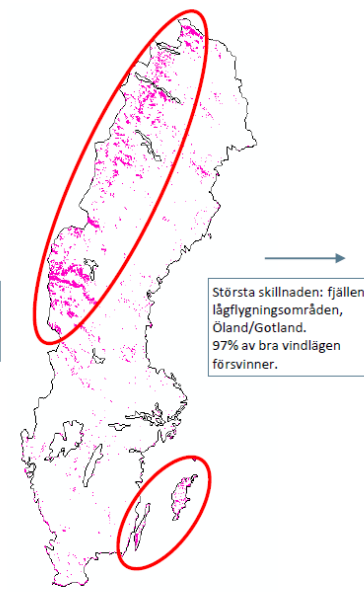 Största skillnaden: fjällen
lågflygningsområden,
Öland/Gotland.
97% av bra vindlägen
försvinner.